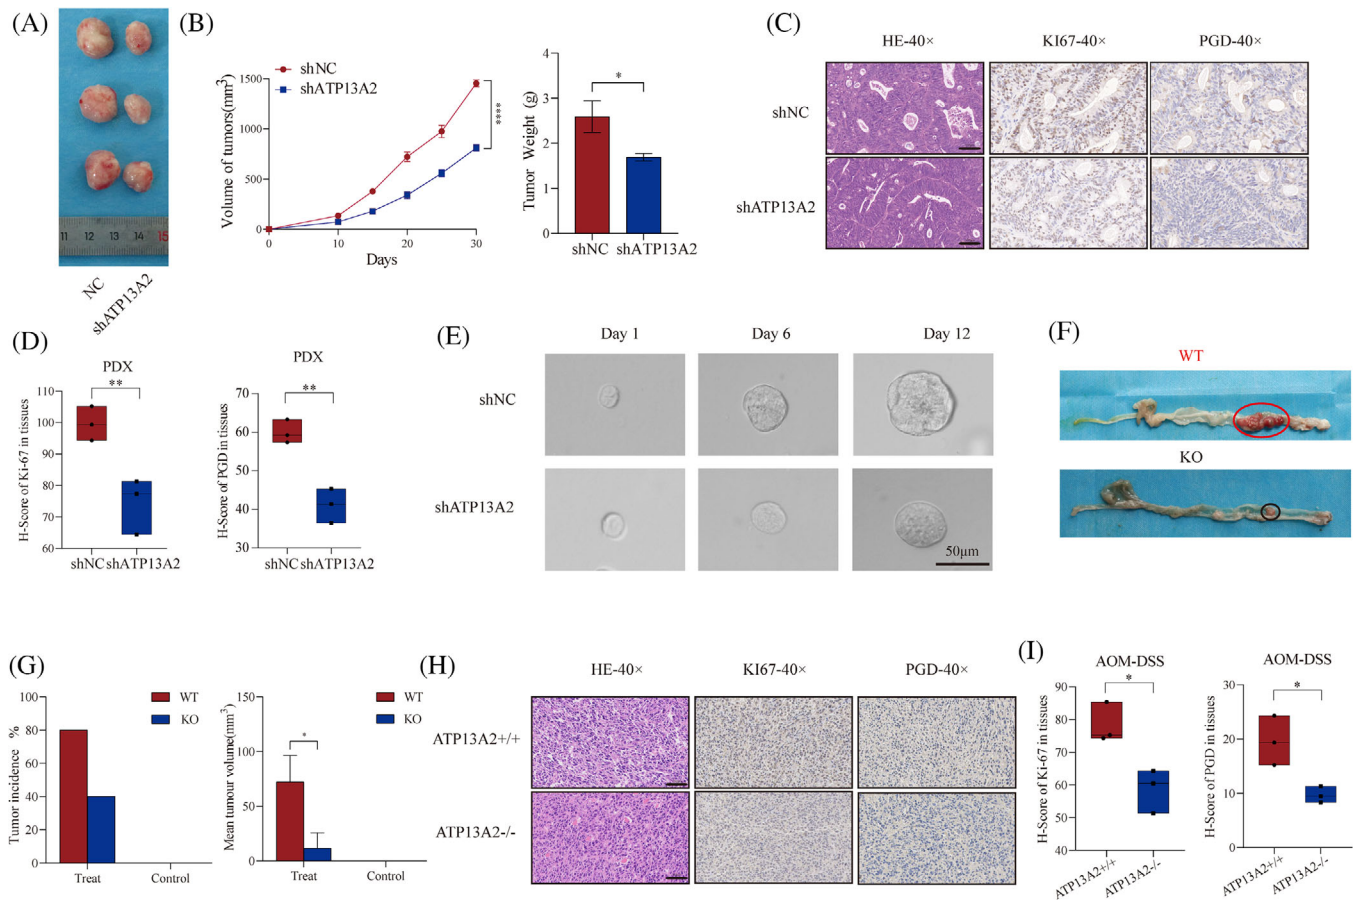 (A)
11 12 13 14 15
NC
shATP13A2
(B)
shNC
shATP13A2
Volume of tumors(mm³)
1500
1000
500
0
0 10 20 30
Days
****
Tumor Weight (g)
4
3
2
1
0
*
shNC shATP13A2
(C)
HE-40× KI67-40× PGD-40×
shNC
shATP13A2
(D)
PDX
H-Score of Ki-67 in tissues
110
100
90
80
70
60
**
shNC shATP13A2
PDX
H-Score of PGD in tissues
70
60
50
40
30
**
shNC shATP13A2
(E)
Day 1 Day 6 Day 12
shNC
shATP13A2
50μm
(F)
WT
KO
(G)
Tumor incidence %
100
80
60
40
20
0
WT
KO
Treat Control
Mean tumour volume(mm³)
150
100
50
0
WT
KO
*
Treat Control
(H)
HE-40× KI67-40× PGD-40×
ATP13A2+/+
ATP13A2-/-
(I)
AOM-DSS
H-Score of Ki-67 in tissues
90
80
70
60
50
40
*
ATP13A2+/+ ATP13A2-/-
AOM-DSS
H-Score of PGD in tissues
30
20
10
0
*
ATP13A2+/+ ATP13A2-/-